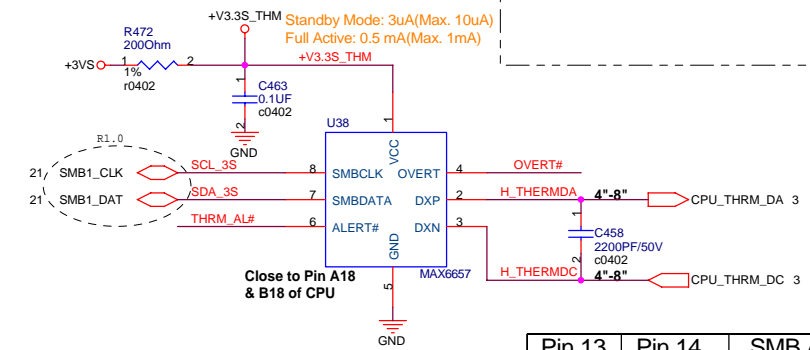 +V3.3S_THM
Standby Mode: 3uA(Max. 10uA)
Full Active: 0.5 mA(Max. 1mA)
R472
200Ohm
+3VS
1
2
+V3.3S_THM
1%
r0402
1
C463
0.1UF
c0402
2
GND
R1.0
U38
1
VCC
21 SMB1_CLK
SCL_3S
8
SMBCLK
OVERT
4
OVERT#
21 SMB1_DAT
SDA_3S
7
SMBDATA
DXP
2
H_THERMDA
4"-8"
CPU_THRM_DA 3
THRM_AL#
6
ALERT#
DXN
3
1
C458
2200PF/50V
c0402
2
GND
5
MAX6657
H_THERMDC
4"-8"
CPU_THRM_DC 3
Close to Pin A18
& B18 of CPU
GND
Pin 13
Pin 14
SMB